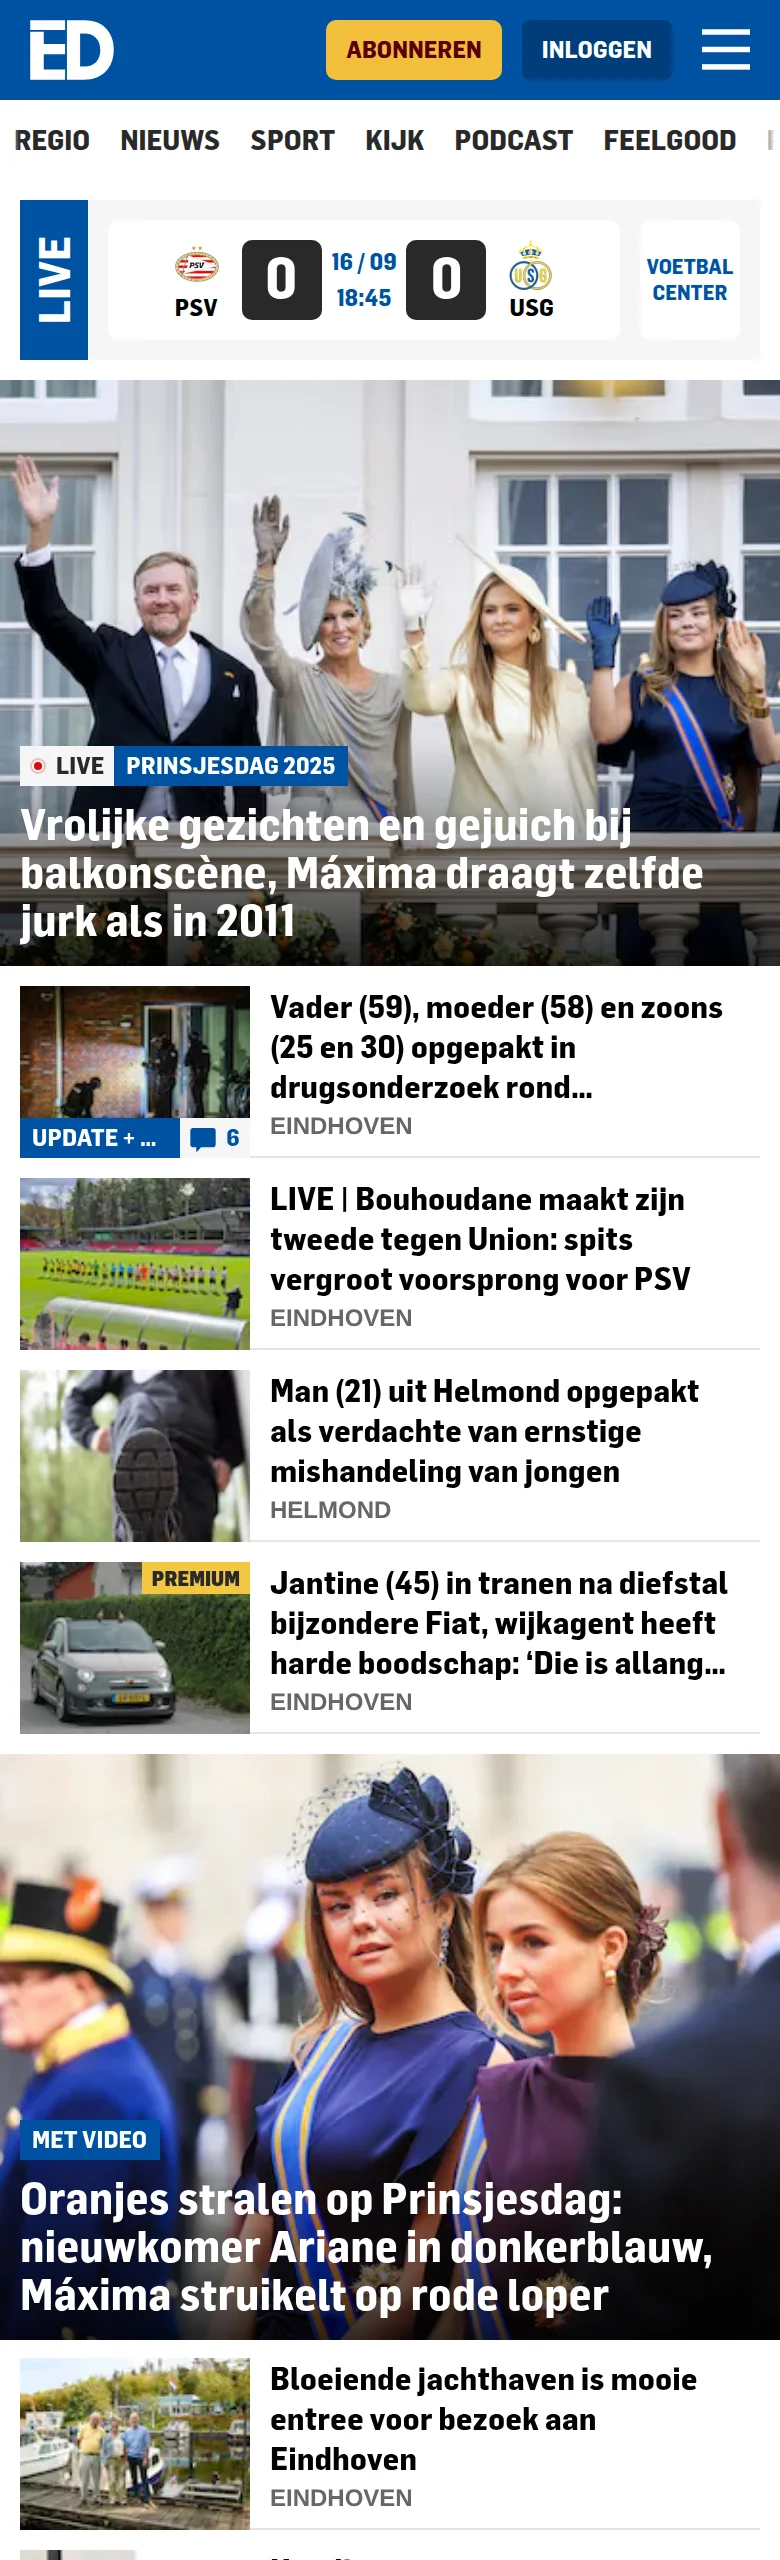 ED
ABONNEREN
INLOGGEN
REGIO NIEUWS SPORT KIJK PODCAST FEELGOOD
LIVE
PSV
PSV
0
16 / 09
18:45
0
USG
USG
VOETBAL
CENTER
LIVE PRINSJESDAG 2025
Vrolijke gezichten en gejuich bij
balkonscène, Máxima draagt zelfde
jurk als in 2011
UPDATE + ...
6
Vader (59), moeder (58) en zoons
(25 en 30) opgepakt in
drugsonderzoek rond...
EINDHOVEN
LIVE | Bouhoudane maakt zijn
tweede tegen Union: spits
vergroot voorsprong voor PSV
EINDHOVEN
Man (21) uit Helmond opgepakt
als verdachte van ernstige
mishandeling van jongen
HELMOND
PREMIUM
Jantine (45) in tranen na diefstal
bijzondere Fiat, wijkagent heeft
harde boodschap: ‘Die is allang...
EINDHOVEN
MET VIDEO
Oranjes stralen op Prinsjesdag:
nieuwkomer Ariane in donkerblauw,
Máxima struikelt op rode loper
Bloeiende jachthaven is mooie
entree voor bezoek aan
Eindhoven
EINDHOVEN